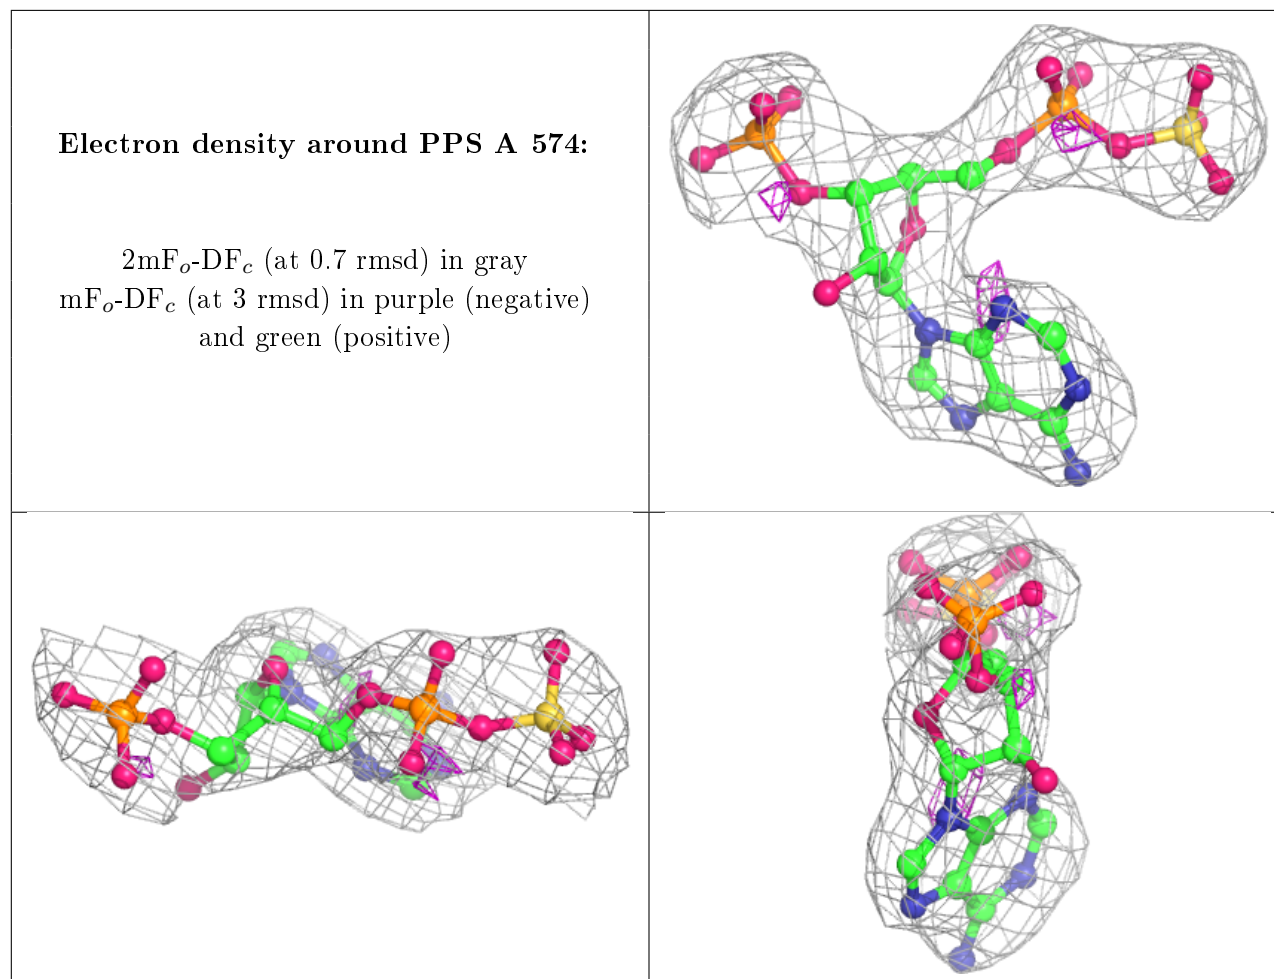 Electron density around PPS A 574:
2mFo-DFc (at 0.7 rmsd) in gray
mFo-DFc (at 3 rmsd) in purple (negative)
and green (positive)